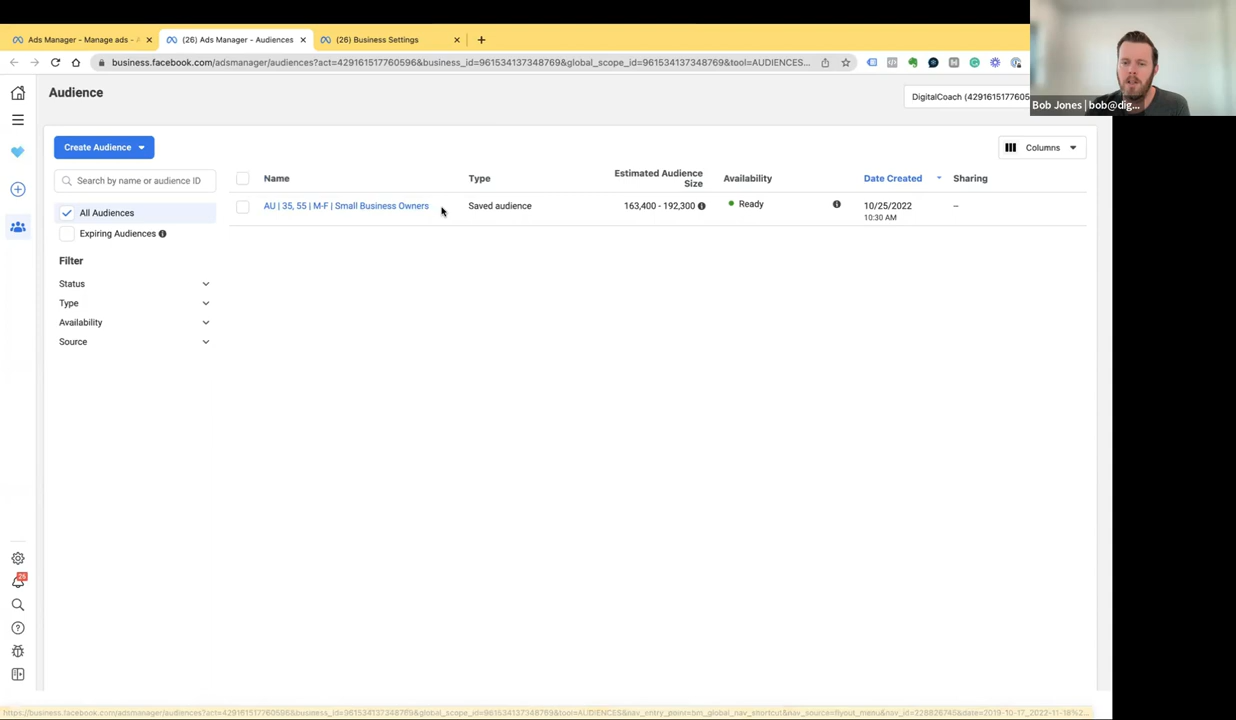 Ads Manager - Manage ads -
(26) Ads Manager - Audiences
(26) Business Settings
business.facebook.com/adsmanager/audiences?act=429161517760596&business_id=961534137348769&global_scope_id=961534137348769&tool=AUDIENCES...
Audience
DigitalCoach (4291615177605
Bob Jones | bob@dig...
Create Audience
Columns
Search by name or audience ID
Name
Type
Estimated Audience
Size
Availability
Date Created
Sharing
All Audiences
AU | 35, 55 | M-F | Small Business Owners
Saved audience
163,400 - 192,300
Ready
10/25/2022
10:30 AM
–
Expiring Audiences
Filter
Status
Type
Availability
Source
26